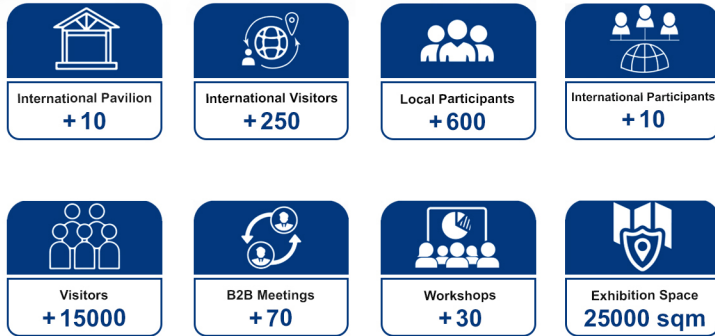 International Pavilion
+10
International Visitors
+250
Local Participants
+600
International Participants
+10
Visitors
+15000
B2B Meetings
+70
Workshops
+30
Exhibition Space
25000 sqm